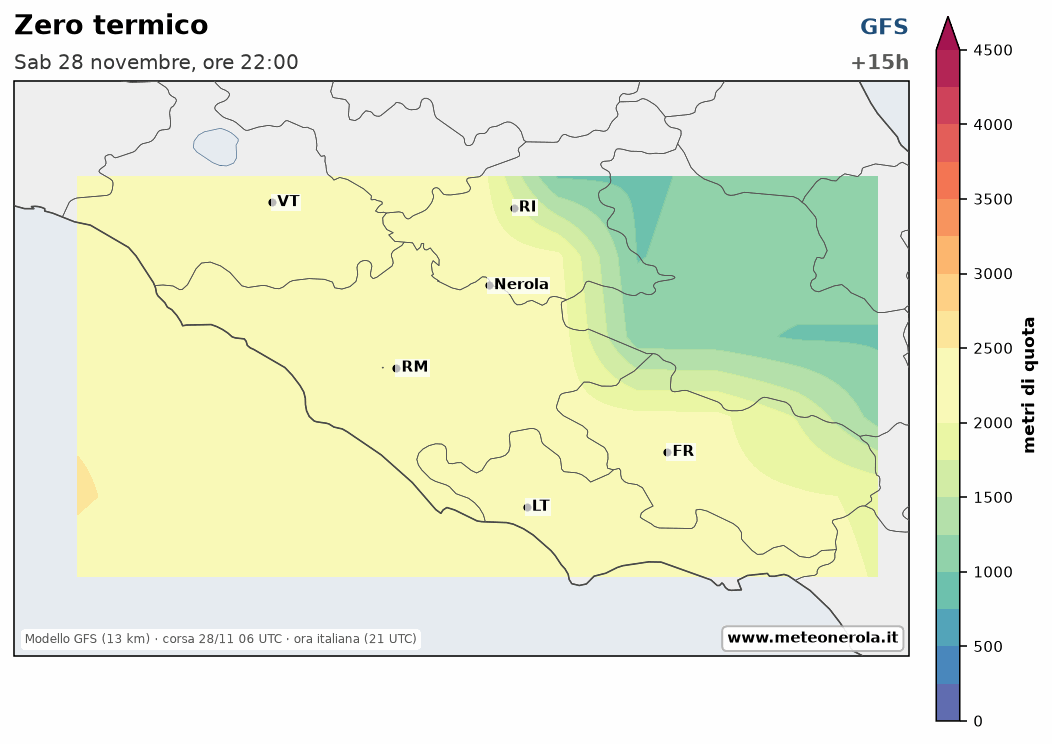 Zero termico
GFS
Sab 28 novembre, ore 22:00
+15h
VT
RI
Nerola
RM
FR
LT
4500
4000
3500
3000
2500
2000
1500
1000
500
0
metri di quota
Modello GFS (13 km) · corsa 28/11 06 UTC · ora italiana (21 UTC)
www.meteonerola.it